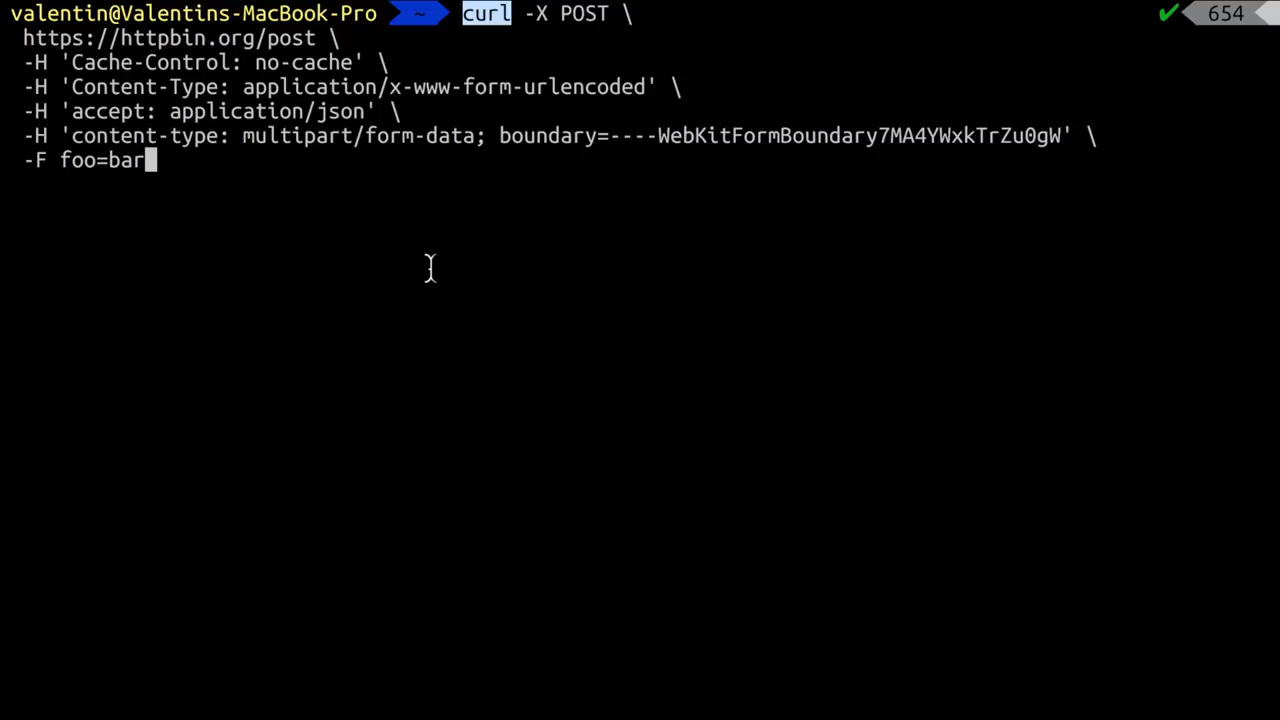 valentin@Valentins-MacBook-Pro ~ curl -X POST \ ✔ 654
https://httpbin.org/post \
-H 'Cache-Control: no-cache' \
-H 'Content-Type: application/x-www-form-urlencoded' \
-H 'accept: application/json' \
-H 'content-type: multipart/form-data; boundary=----WebKitFormBoundary7MA4YWxkTrZu0gW' \
-F foo=bar